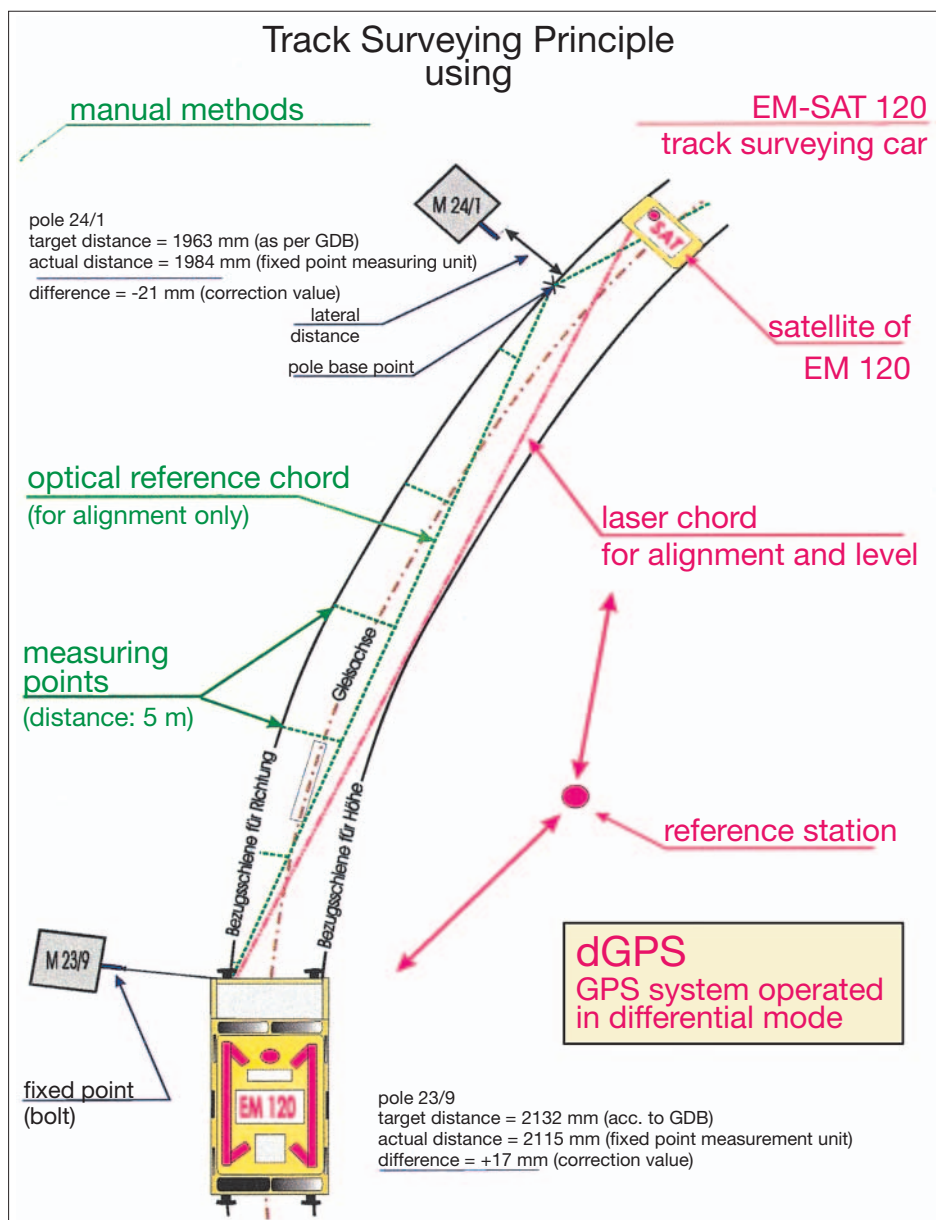 Track Surveying Principle
using
manual methods
EM-SAT 120
track surveying car
pole 24/1
target distance = 1963 mm (as per GDB)
actual distance = 1984 mm (fixed point measuring unit)
difference = -21 mm (correction value)
M 24/1
SAT
lateral
distance
pole base point
satellite of
EM 120
optical reference chord
(for alignment only)
laser chord
for alignment and level
measuring
points
(distance: 5 m)
Gleisachse
Bezugsschiene für Richtung
Bezugsschiene für Höhe
reference station
M 23/9
dGPS
GPS system operated
in differential mode
fixed point
(bolt)
EM 120
pole 23/9
target distance = 2132 mm (acc. to GDB)
actual distance = 2115 mm (fixed point measurement unit)
difference = +17 mm (correction value)